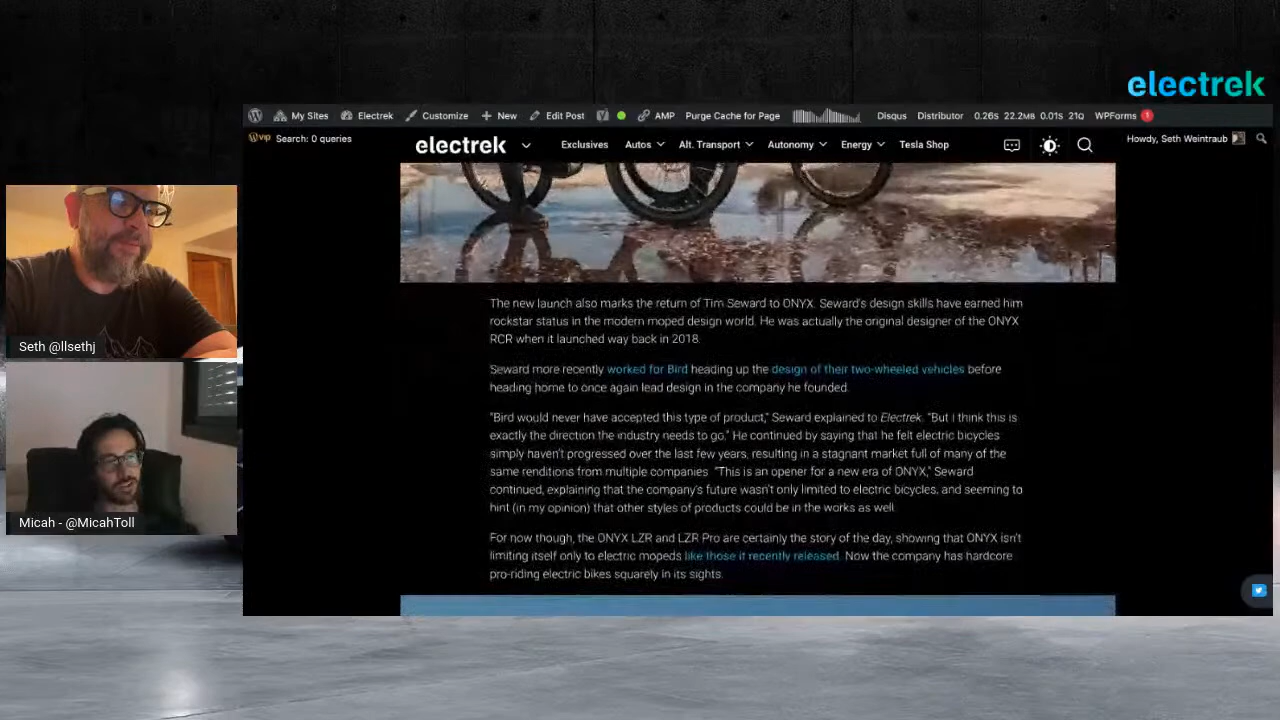 electrek
My Sites Electrek Customize New Edit Post AMP Purge Cache for Page Disqus Distributor 0.26s 22.2MB 0.01s 21Q WPForms 1
vip Search: 0 queries Howdy, Seth Weintraub
electrek Exclusives Autos Alt. Transport Autonomy Energy Tesla Shop
The new launch also marks the return of Tim Seward to ONYX. Seward's design skills have earned him
rockstar status in the modern moped design world. He was actually the original designer of the ONYX
RCR when it launched way back in 2018.
Seward more recently worked for Bird heading up the design of their two-wheeled vehicles before
heading home to once again lead design in the company he founded.
"Bird would never have accepted this type of product," Seward explained to Electrek. "But I think this is
exactly the direction the industry needs to go." He continued by saying that he felt electric bicycles
simply haven't progressed over the last few years, resulting in a stagnant market full of many of the
same renditions from multiple companies. "This is an opener for a new era of ONYX," Seward
continued, explaining that the company's future wasn't only limited to electric bicycles, and seeming to
hint (in my opinion) that other styles of products could be in the works as well.
For now though, the ONYX LZR and LZR Pro are certainly the story of the day, showing that ONYX isn't
limiting itself only to electric mopeds like those it recently released. Now the company has hardcore
pro-riding electric bikes squarely in its sights.
Seth @llsethj
Micah - @MicahToll